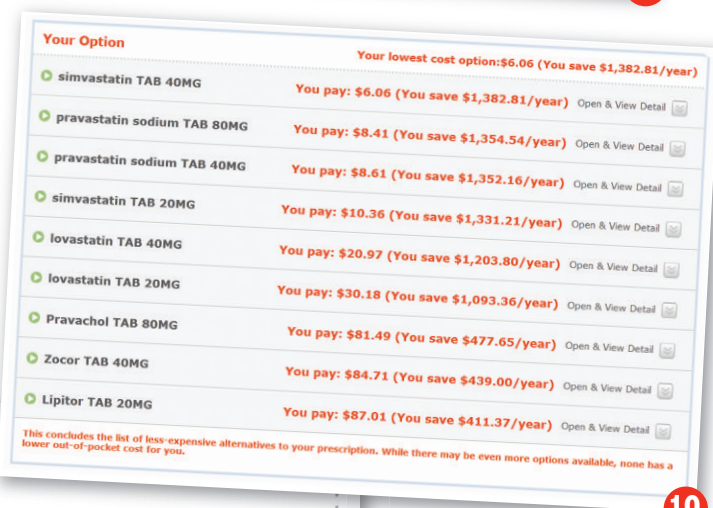 Your Option Your lowest cost option:$6.06 (You save $1,382.81/year)
simvastatin TAB 40MG You pay: $6.06 (You save $1,382.81/year) Open & View Detail
pravastatin sodium TAB 80MG You pay: $8.41 (You save $1,354.54/year) Open & View Detail
pravastatin sodium TAB 40MG You pay: $8.61 (You save $1,352.16/year) Open & View Detail
simvastatin TAB 20MG You pay: $10.36 (You save $1,331.21/year) Open & View Detail
lovastatin TAB 40MG You pay: $20.97 (You save $1,203.80/year) Open & View Detail
lovastatin TAB 20MG You pay: $30.18 (You save $1,093.36/year) Open & View Detail
Pravachol TAB 80MG You pay: $81.49 (You save $477.65/year) Open & View Detail
Zocor TAB 40MG You pay: $84.71 (You save $439.00/year) Open & View Detail
Lipitor TAB 20MG You pay: $87.01 (You save $411.37/year) Open & View Detail
This concludes the list of less-expensive alternatives to your prescription. While there may be even more options available, none has a
lower out-of-pocket cost for you.
10